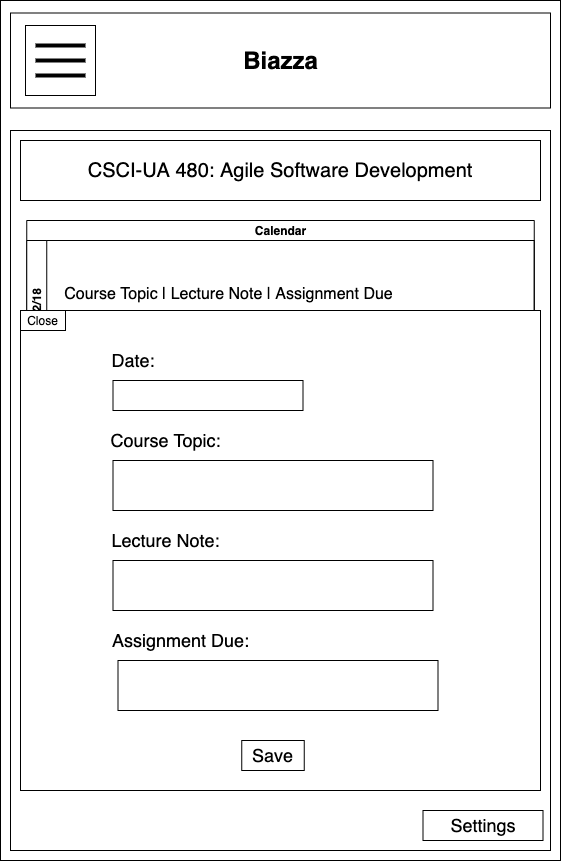 Biazza
CSCI-UA 480: Agile Software Development
Calendar
2/18
Course Topic | Lecture Note | Assignment Due
Close
Date:
Course Topic:
Lecture Note:
Assignment Due:
Save
Settings